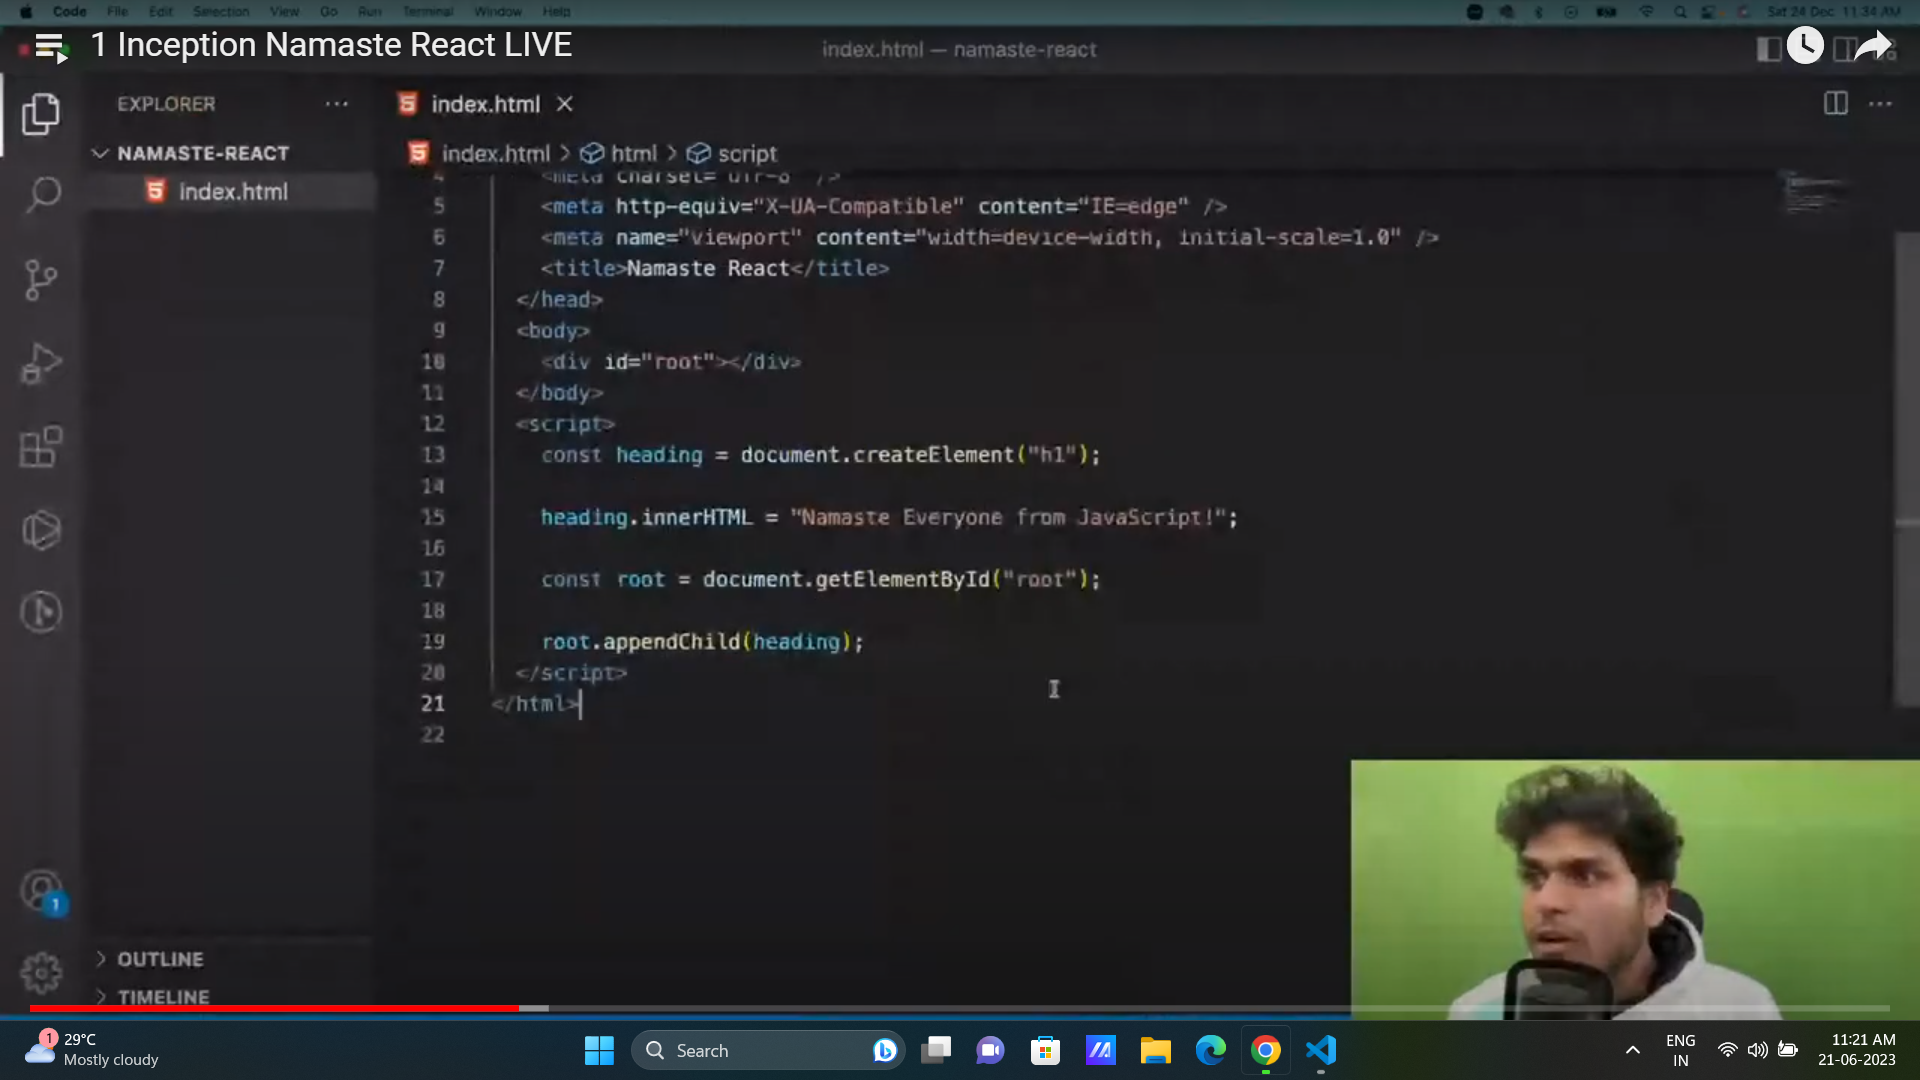 Code File Edit Selection View Go Run Terminal Window Help
Sat 24 Dec 11:34 AM
1 Inception Namaste React LIVE
index.html — namaste-react
EXPLORER
index.html
NAMASTE-REACT
index.html > html > script
index.html
4 <meta charset="utf-8" />
5 <meta http-equiv="X-UA-Compatible" content="IE=edge" />
6 <meta name="viewport" content="width=device-width, initial-scale=1.0" />
7 <title>Namaste React</title>
8 </head>
9 <body>
10 <div id="root"></div>
11 </body>
12 <script>
13 const heading = document.createElement("h1");
14
15 heading.innerHTML = "Namaste Everyone from JavaScript!";
16
17 const root = document.getElementById("root");
18
19 root.appendChild(heading);
20 </script>
21 </html>
22
1
OUTLINE
TIMELINE
1
29°C
Mostly cloudy
Search
ENG
IN
11:21 AM
21-06-2023